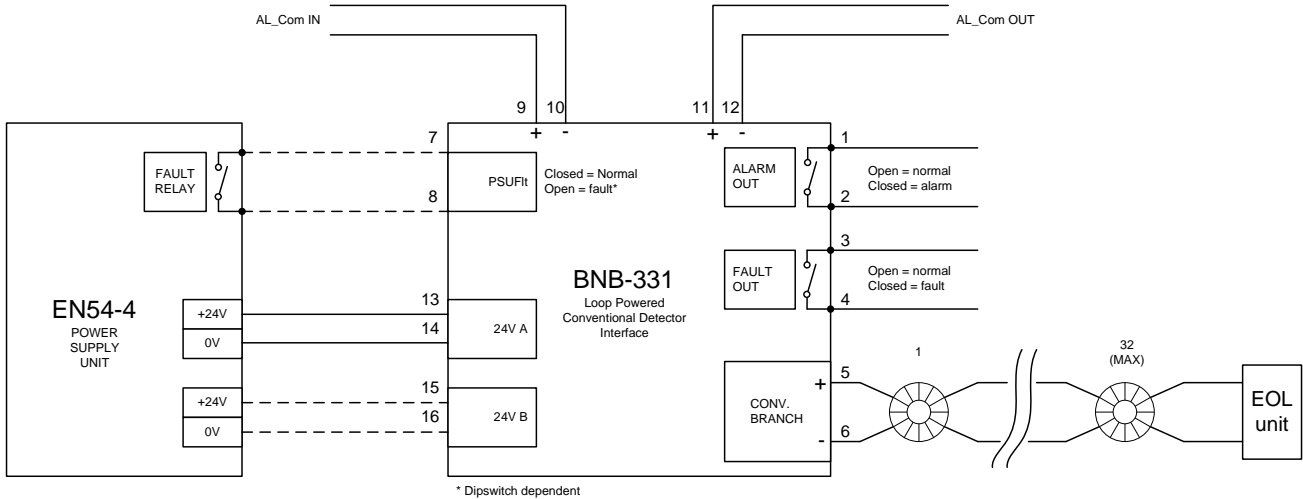 AL_Com IN
AL_Com OUT
9
10
11
12
+
-
+
-
7
8
FAULT
RELAY
PSUFlt
Closed = Normal
Open = fault*
ALARM
OUT
1
2
Open = normal
Closed = alarm
FAULT
OUT
3
4
Open = normal
Closed = fault
EN54-4
POWER
SUPPLY
UNIT
BNB-331
Loop Powered
Conventional Detector
Interface
+24V
0V
13
14
24V A
+24V
0V
15
16
24V B
CONV.
BRANCH
+
-
5
6
1
32
(MAX)
EOL
unit
* Dipswitch dependent